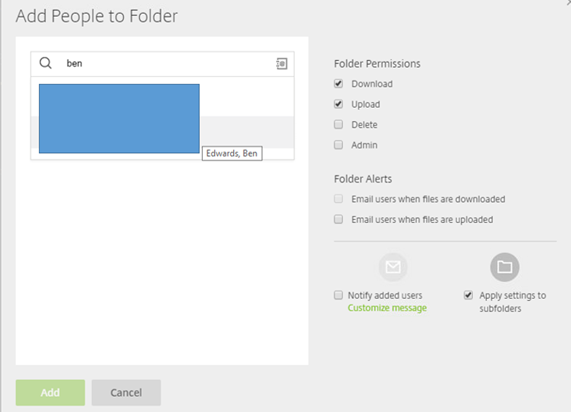 Add People to Folder
ben
Edwards, Ben
Folder Permissions
Download
Upload
Delete
Admin
Folder Alerts
Email users when files are downloaded
Email users when files are uploaded
Notify added users
Customize message
Apply settings to
subfolders
Add
Cancel